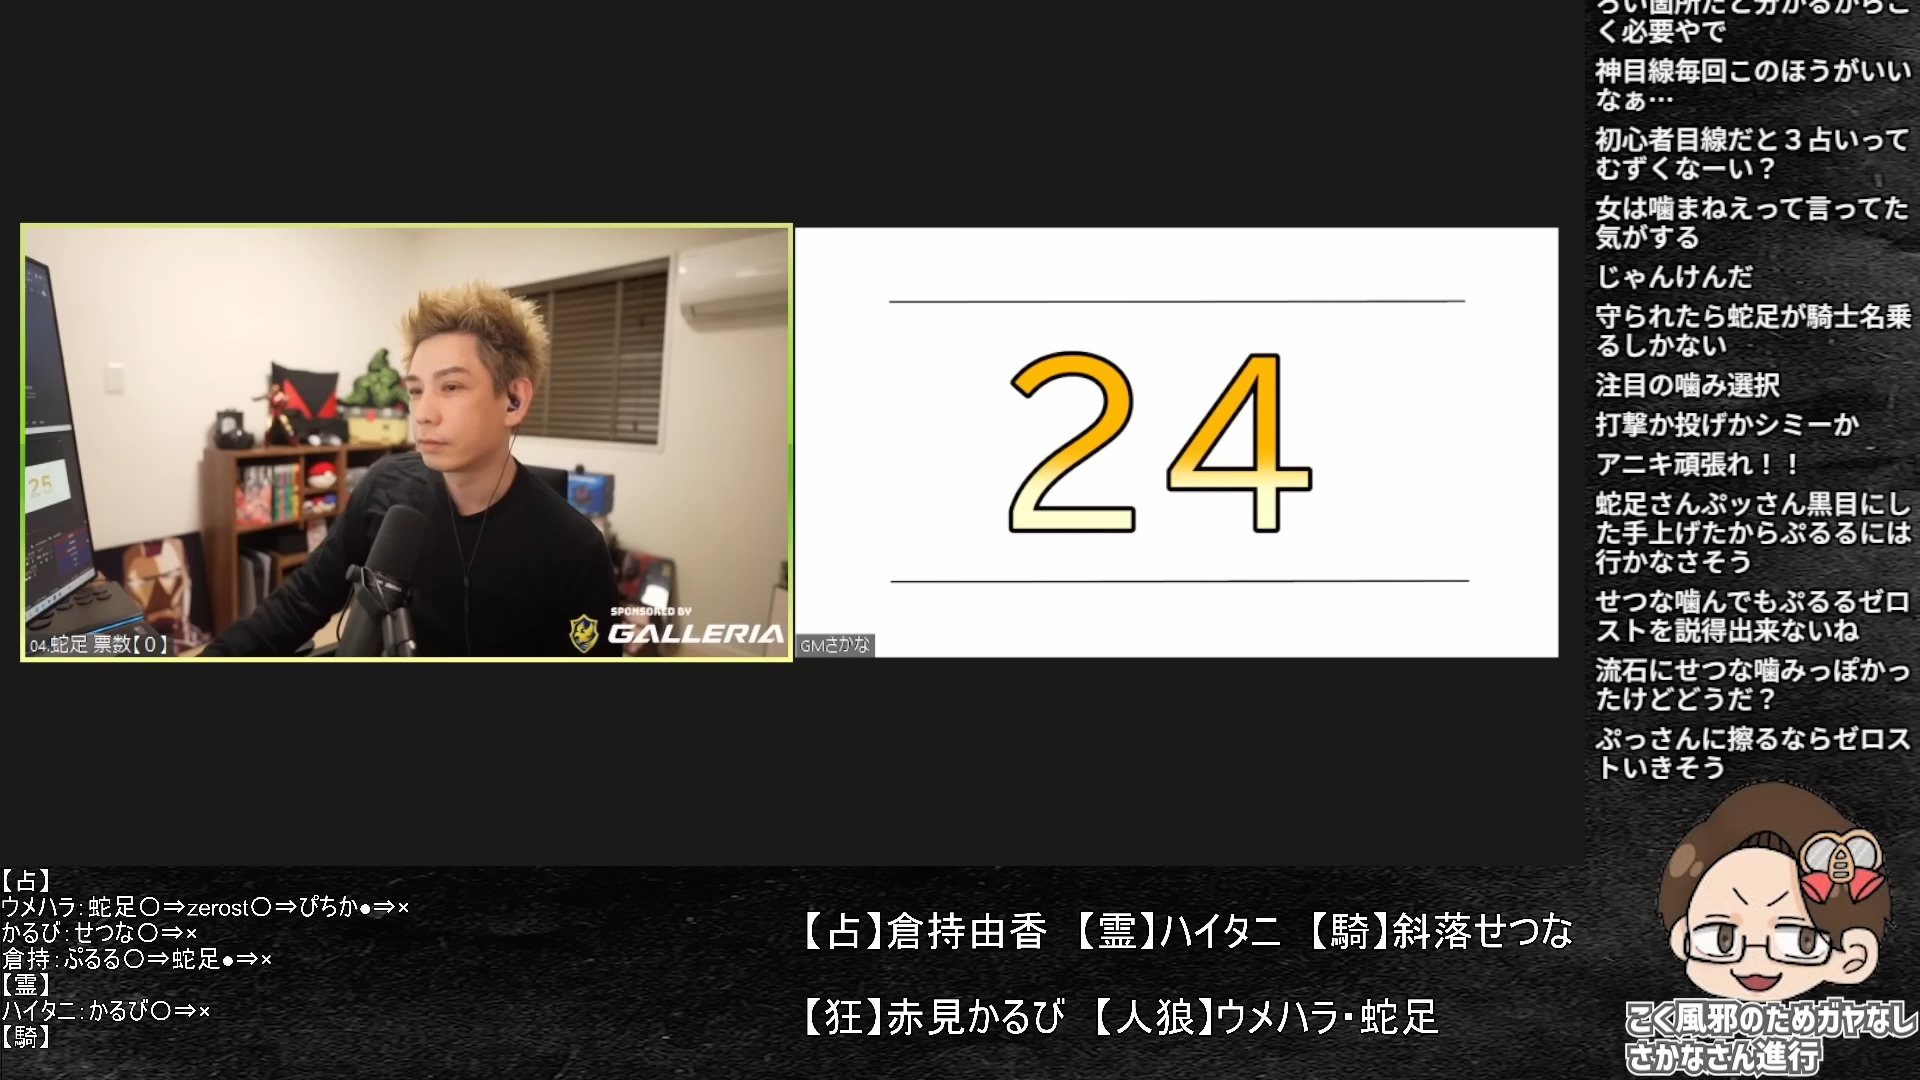 ろい箇所だと分かるからこ
く必要やで
神目線毎回このほうがいい
なぁ…
初心者目線だと３占いって
むずくなーい？
女は噛まねえって言ってた
気がする
じゃんけんだ
守られたら蛇足が騎士名乗
るしかない
注目の噛み選択
打撃か投げかシミーか
アニキ頑張れ！！
蛇足さんぷッさん黒目にし
た手上げたからぷるるには
行かなさそう
せつな噛んでもぷるるゼロ
ストを説得出来ないね
流石にせつな噛みっぽかっ
たけどどうだ？
ぷっさんに擦るならゼロス
トいきそう
24
25
SPONSORED BY
GALLERIA
04.蛇足 票数【０】
GMさかな
【占】
ウメハラ：蛇足〇⇒zerost〇⇒ぴちか●⇒×
かるび：せつな〇⇒×
倉持：ぷるる〇⇒蛇足●⇒×
【霊】
ハイタニ：かるび〇⇒×
【騎】
【占】倉持由香 【霊】ハイタニ 【騎】斜落せつな
【狂】赤見かるび 【人狼】ウメハラ・蛇足
こく風邪のためガヤなし
さかなさん進行